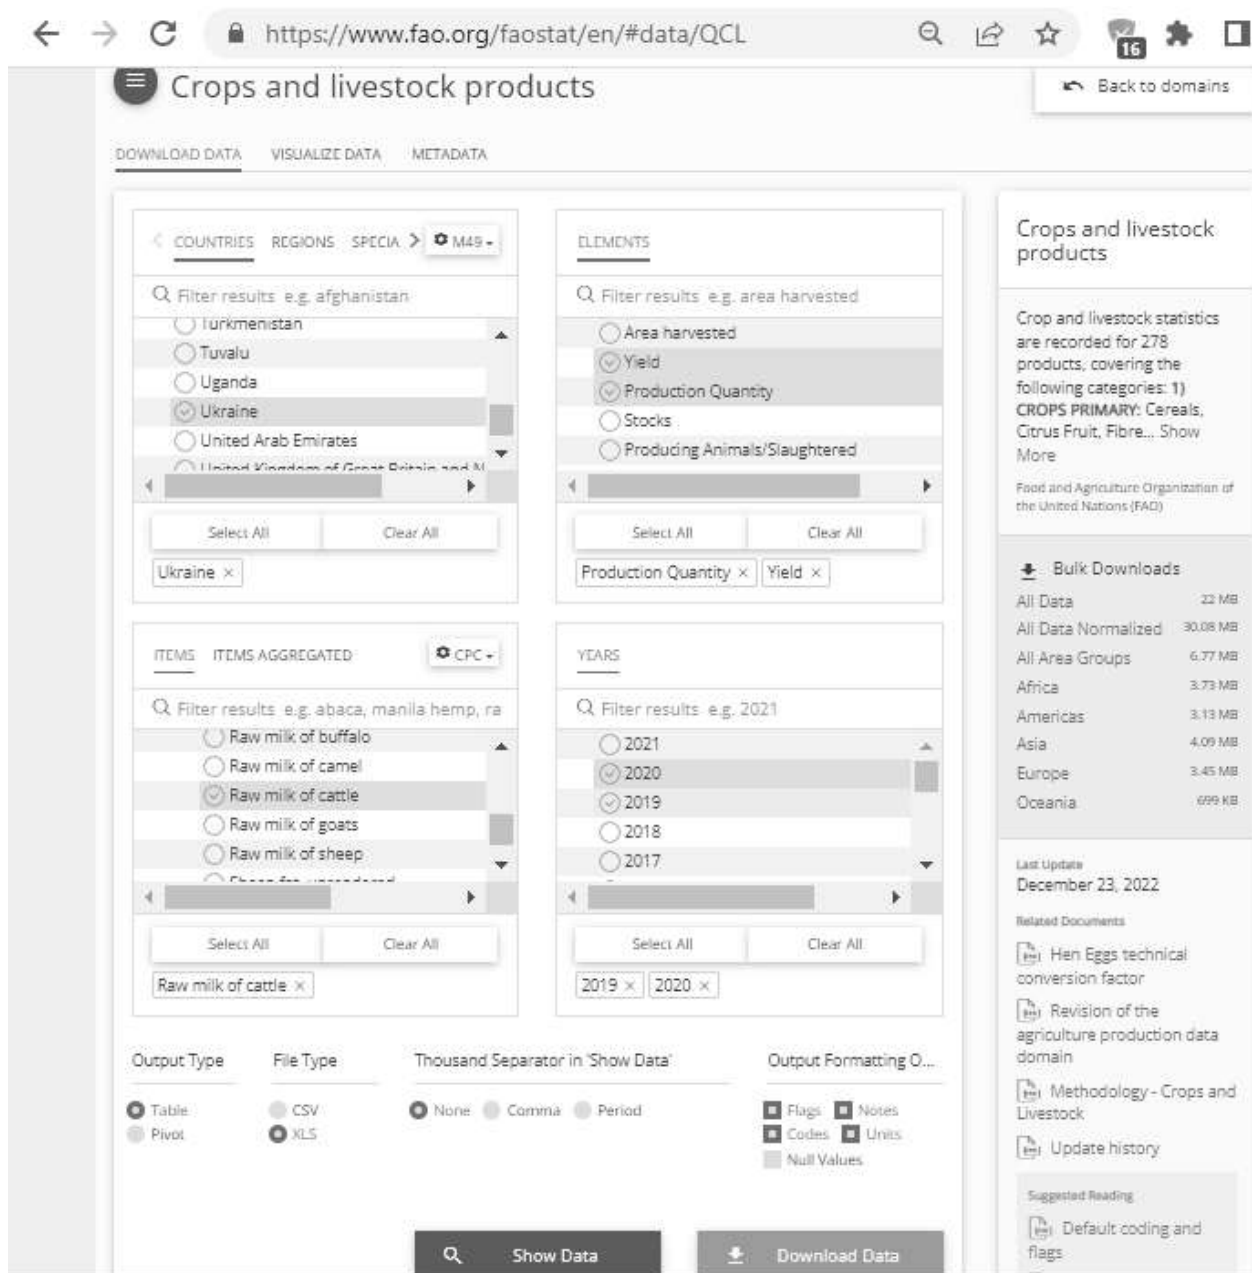 https://www.fao.org/faostat/en/#data/QCL
16
Crops and livestock products
Back to domains
DOWNLOAD DATA VISUALIZE DATA METADATA
COUNTRIES REGIONS SPECIA M49
Filter results e.g. afghanistan
Turkmenistan
Tuvalu
Uganda
Ukraine
United Arab Emirates
United Kingdom of Great Britain and N
Select All Clear All
Ukraine ×
ELEMENTS
Filter results e.g. area harvested
Area harvested
Yield
Production Quantity
Stocks
Producing Animals/Slaughtered
Select All Clear All
Production Quantity × Yield ×
ITEMS ITEMS AGGREGATED CPC
Filter results e.g. abaca, manila hemp, ra
Raw milk of buffalo
Raw milk of camel
Raw milk of cattle
Raw milk of goats
Raw milk of sheep
Sheep fat, unrendered
Select All Clear All
Raw milk of cattle ×
YEARS
Filter results e.g. 2021
2021
2020
2019
2018
2017
Select All Clear All
2019 × 2020 ×
Output Type
Table
Pivot
File Type
CSV
XLS
Thousand Separator in 'Show Data'
None Comma Period
Output Formatting O...
Flags Notes
Codes Units
Null Values
Show Data Download Data
Crops and livestock
products
Crop and livestock statistics
are recorded for 278
products, covering the
following categories: 1)
CROPS PRIMARY: Cereals,
Citrus Fruit, Fibre... Show
More
Food and Agriculture Organization of
the United Nations (FAO)
Bulk Downloads
All Data 22 MB
All Data Normalized 30.08 MB
All Area Groups 6.77 MB
Africa 3.73 MB
Americas 3.13 MB
Asia 4.09 MB
Europe 3.45 MB
Oceania 699 KB
Last Update
December 23, 2022
Related Documents
Hen Eggs technical
conversion factor
Revision of the
agriculture production data
domain
Methodology - Crops and
Livestock
Update history
Suggested Reading
Default coding and
flags